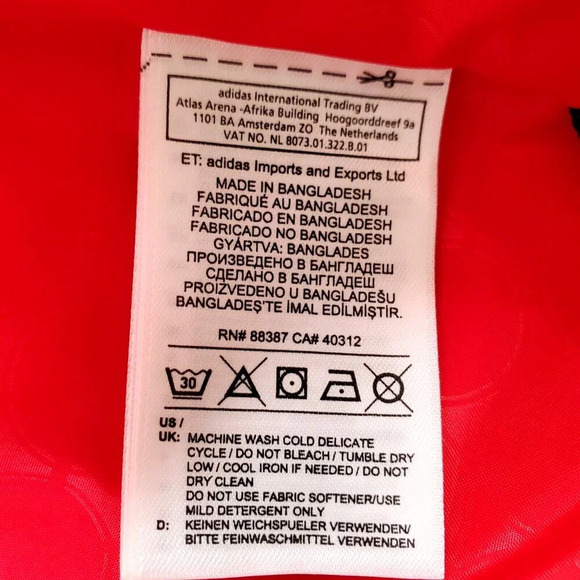 adidas International Trading BV
Atlas Arena -Afrika Building Hoogoorddreef 9a
1101 BA Amsterdam ZO The Netherlands
VAT NO. NL 8073.01.322.B.01
ET: adidas Imports and Exports Ltd
MADE IN BANGLADESH
FABRIQUÉ AU BANGLADESH
FABRICADO EN BANGLADESH
FABRICADO NO BANGLADESH
GYÁRTVA: BANGLADES
ПРОИЗВЕДЕНО В БАНГЛАДЕШ
СДЕЛАНО В БАНГЛАДЕШ
PROIZVEDENO U BANGLADEŠU
BANGLADEŞ'TE İMAL EDİLMİŞTİR.
RN# 88387 CA# 40312
30
US /
UK: MACHINE WASH COLD DELICATE
CYCLE / DO NOT BLEACH / TUMBLE DRY
LOW / COOL IRON IF NEEDED / DO NOT
DRY CLEAN
DO NOT USE FABRIC SOFTENER/USE
MILD DETERGENT ONLY
D: KEINEN WEICHSPUELER VERWENDEN/
BITTE FEINWASCHMITTEL VERWENDEN/